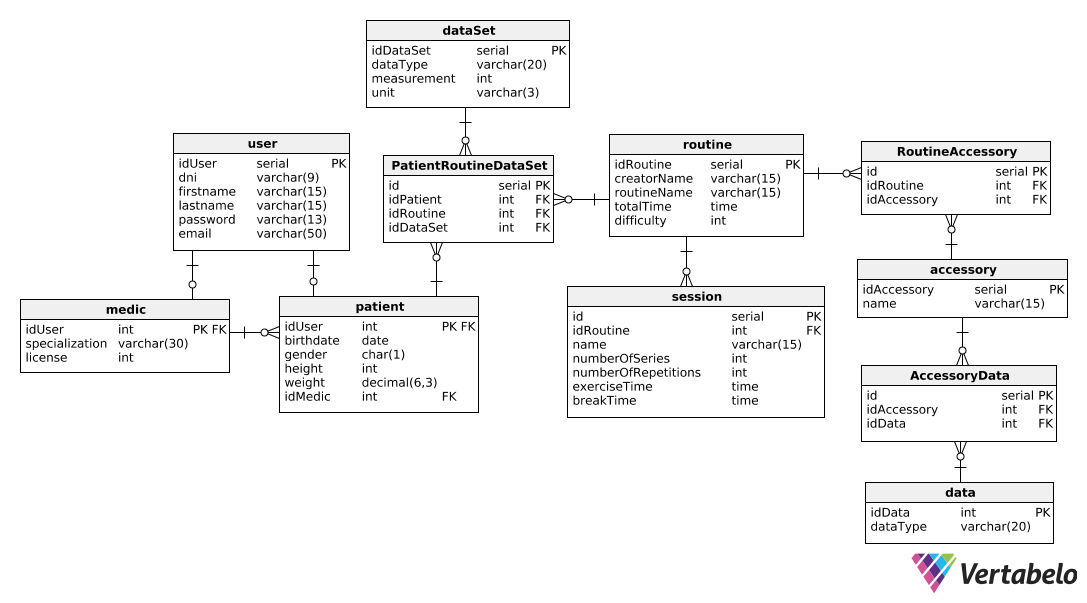 dataSet
idDataSet serial PK
dataType varchar(20)
measurement int
unit varchar(3)
user
idUser serial PK
dni varchar(9)
firstname varchar(15)
lastname varchar(15)
password varchar(13)
email varchar(50)
PatientRoutineDataSet
id serial PK
idPatient int FK
idRoutine int FK
idDataSet int FK
routine
idRoutine serial PK
creatorName varchar(15)
routineName varchar(15)
totalTime time
difficulty int
RoutineAccessory
id serial PK
idRoutine int FK
idAccessory int FK
medic
idUser int PK FK
specialization varchar(30)
license int
patient
idUser int PK FK
birthdate date
gender char(1)
height int
weight decimal(6,3)
idMedic int FK
session
id serial PK
idRoutine int FK
name varchar(15)
numberOfSeries int
numberOfRepetitions int
exerciseTime time
breakTime time
accessory
idAccessory serial PK
name varchar(15)
AccessoryData
id serial PK
idAccessory int FK
idData int FK
data
idData int PK
dataType varchar(20)
Vertabelo